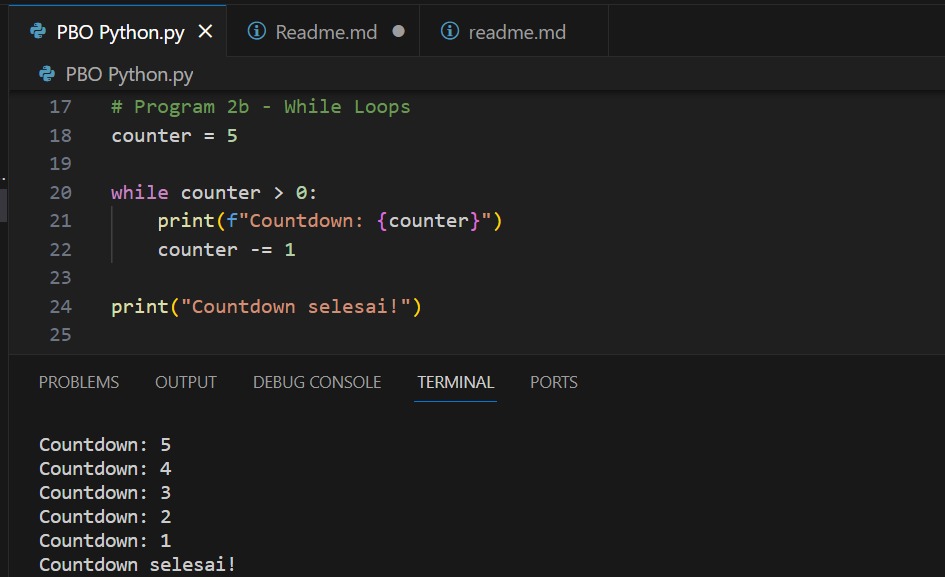 PBO Python.py Readme.md readme.md
PBO Python.py
17 # Program 2b - While Loops
18 counter = 5
19
20 while counter > 0:
21     print(f"Countdown: {counter}")
22     counter -= 1
23
24 print("Countdown selesai!")
25
PROBLEMS OUTPUT DEBUG CONSOLE TERMINAL PORTS
Countdown: 5
Countdown: 4
Countdown: 3
Countdown: 2
Countdown: 1
Countdown selesai!